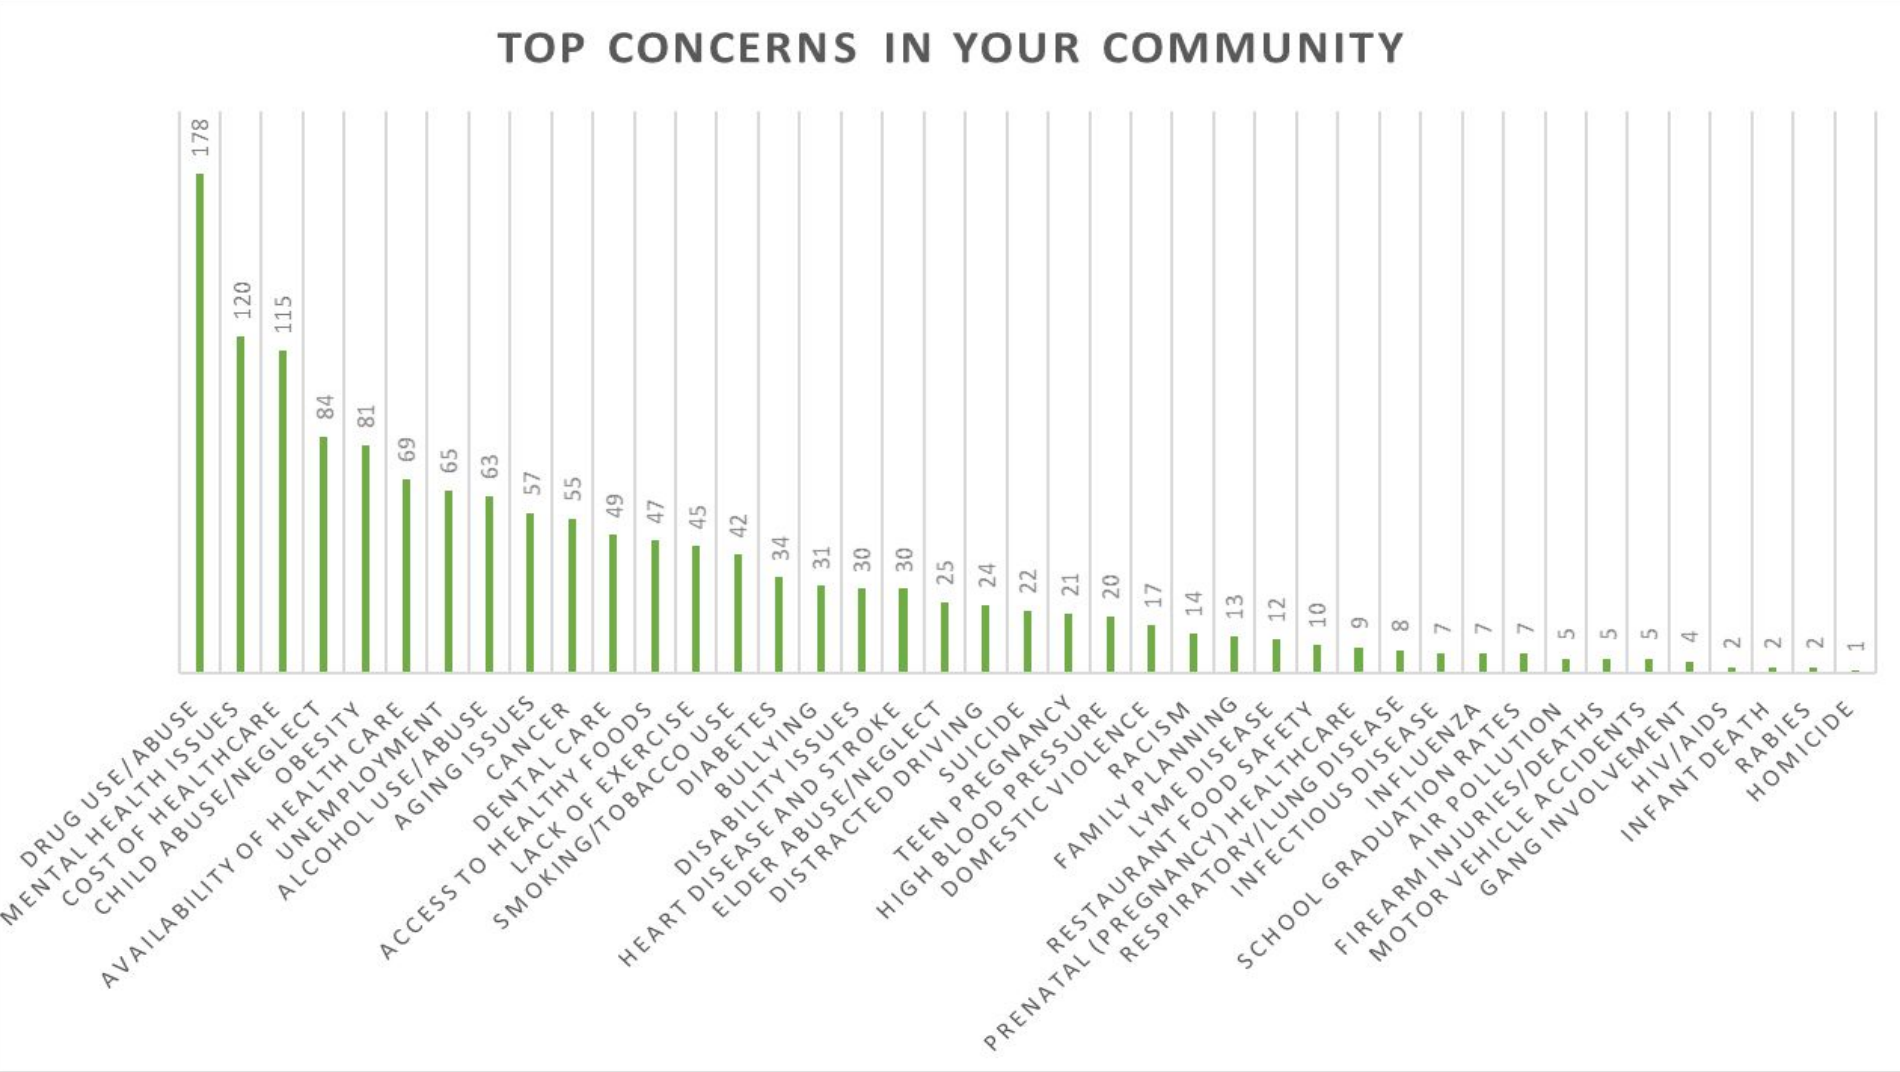 TOP CONCERNS IN YOUR COMMUNITY
178
120
115
84
81
69
65
63
57
55
49
47
45
42
34
31
30
30
25
24
22
21
20
17
14
13
12
10
9
8
7
7
7
5
5
5
4
2
2
2
1
DRUG USE/ABUSE
MENTAL HEALTH ISSUES
COST OF HEALTHCARE
CHILD ABUSE/NEGLECT
OBESITY
AVAILABILITY OF HEALTH CARE
UNEMPLOYMENT
ALCOHOL USE/ABUSE
AGING ISSUES
CANCER
DENTAL CARE
ACCESS TO HEALTHY FOODS
LACK OF EXERCISE
SMOKING/TOBACCO USE
DIABETES
BULLYING
DISABILITY ISSUES
HEART DISEASE AND STROKE
ELDER ABUSE/NEGLECT
DISTRACTED DRIVING
SUICIDE
TEEN PREGNANCY
HIGH BLOOD PRESSURE
DOMESTIC VIOLENCE
RACISM
FAMILY PLANNING
LYME DISEASE
RESTAURANT FOOD SAFETY
PRENATAL (PREGNANCY) HEALTHCARE
RESPIRATORY/LUNG DISEASE
INFECTIOUS DISEASE
INFLUENZA
SCHOOL GRADUATION RATES
AIR POLLUTION
FIREARM INJURIES/DEATHS
MOTOR VEHICLE ACCIDENTS
GANG INVOLVEMENT
HIV/AIDS
INFANT DEATH
RABIES
HOMICIDE